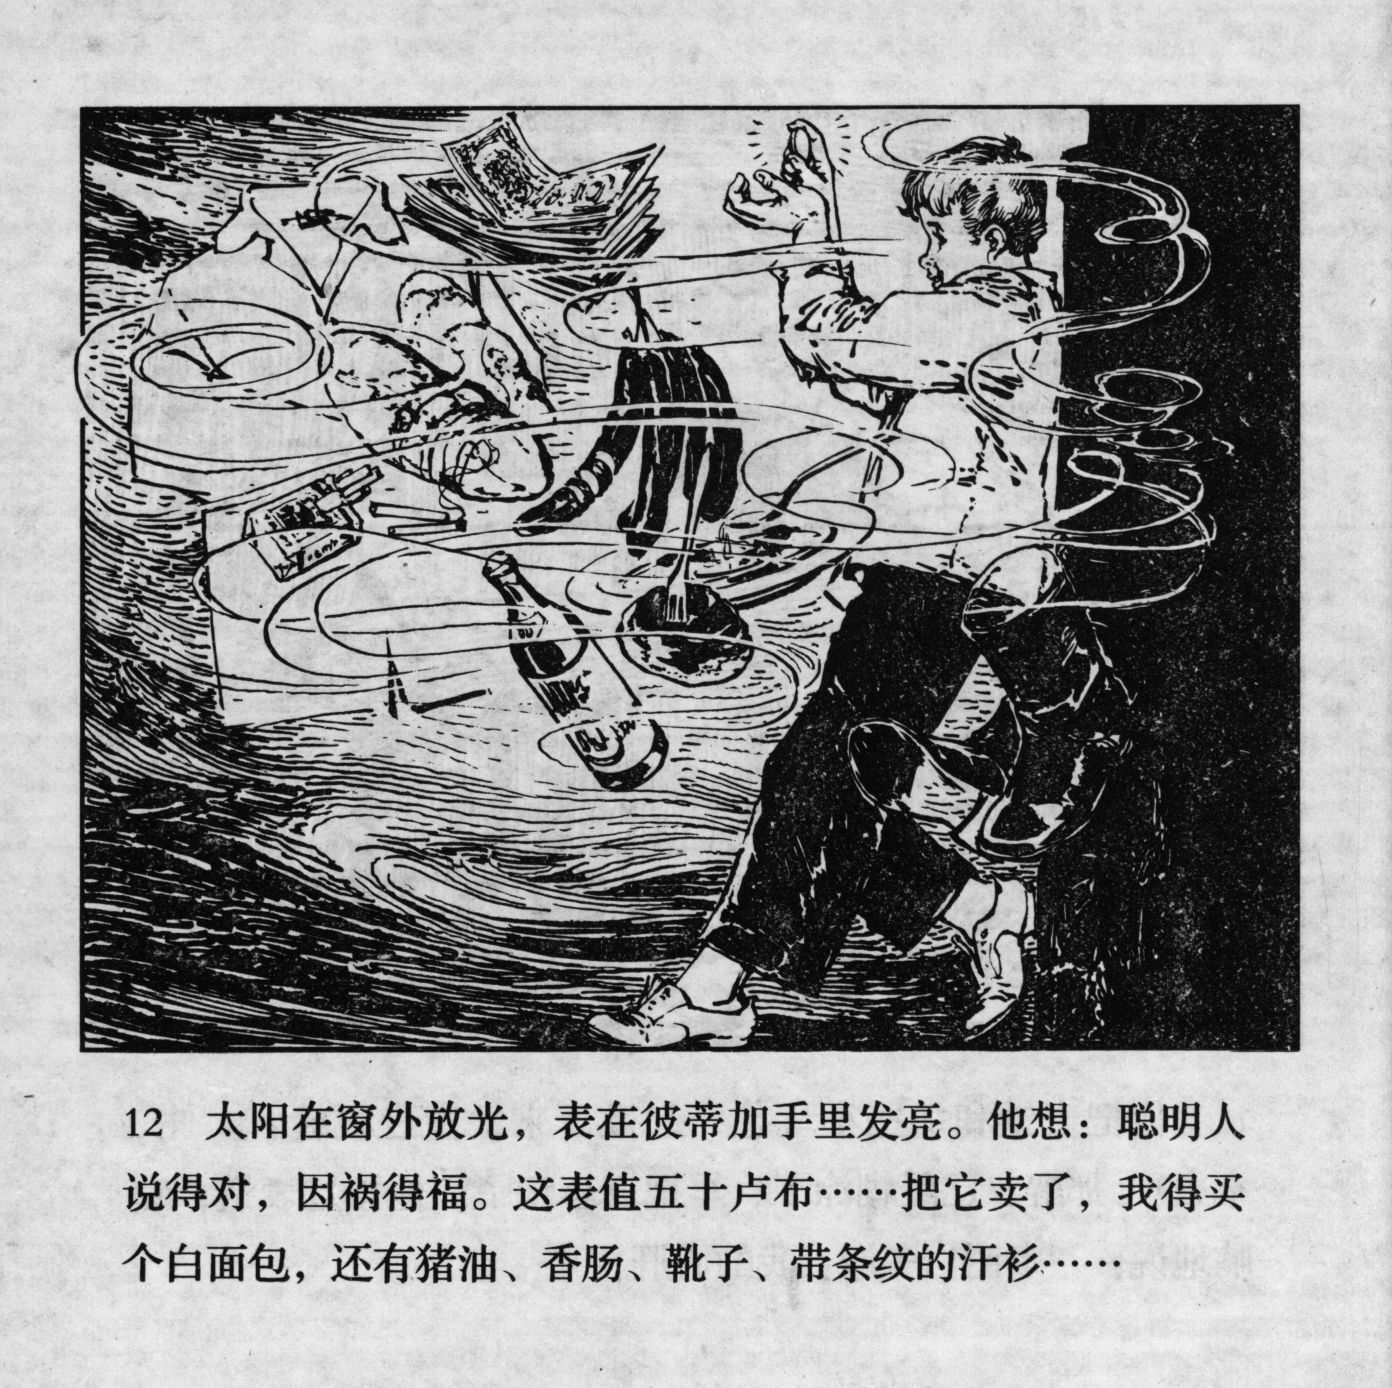 12 太阳在窗外放光，表在彼蒂加手里发亮。他想：聪明人
说得对，因祸得福。这表值五十卢布……把它卖了，我得买
个白面包，还有猪油、香肠、靴子、带条纹的汗衫……